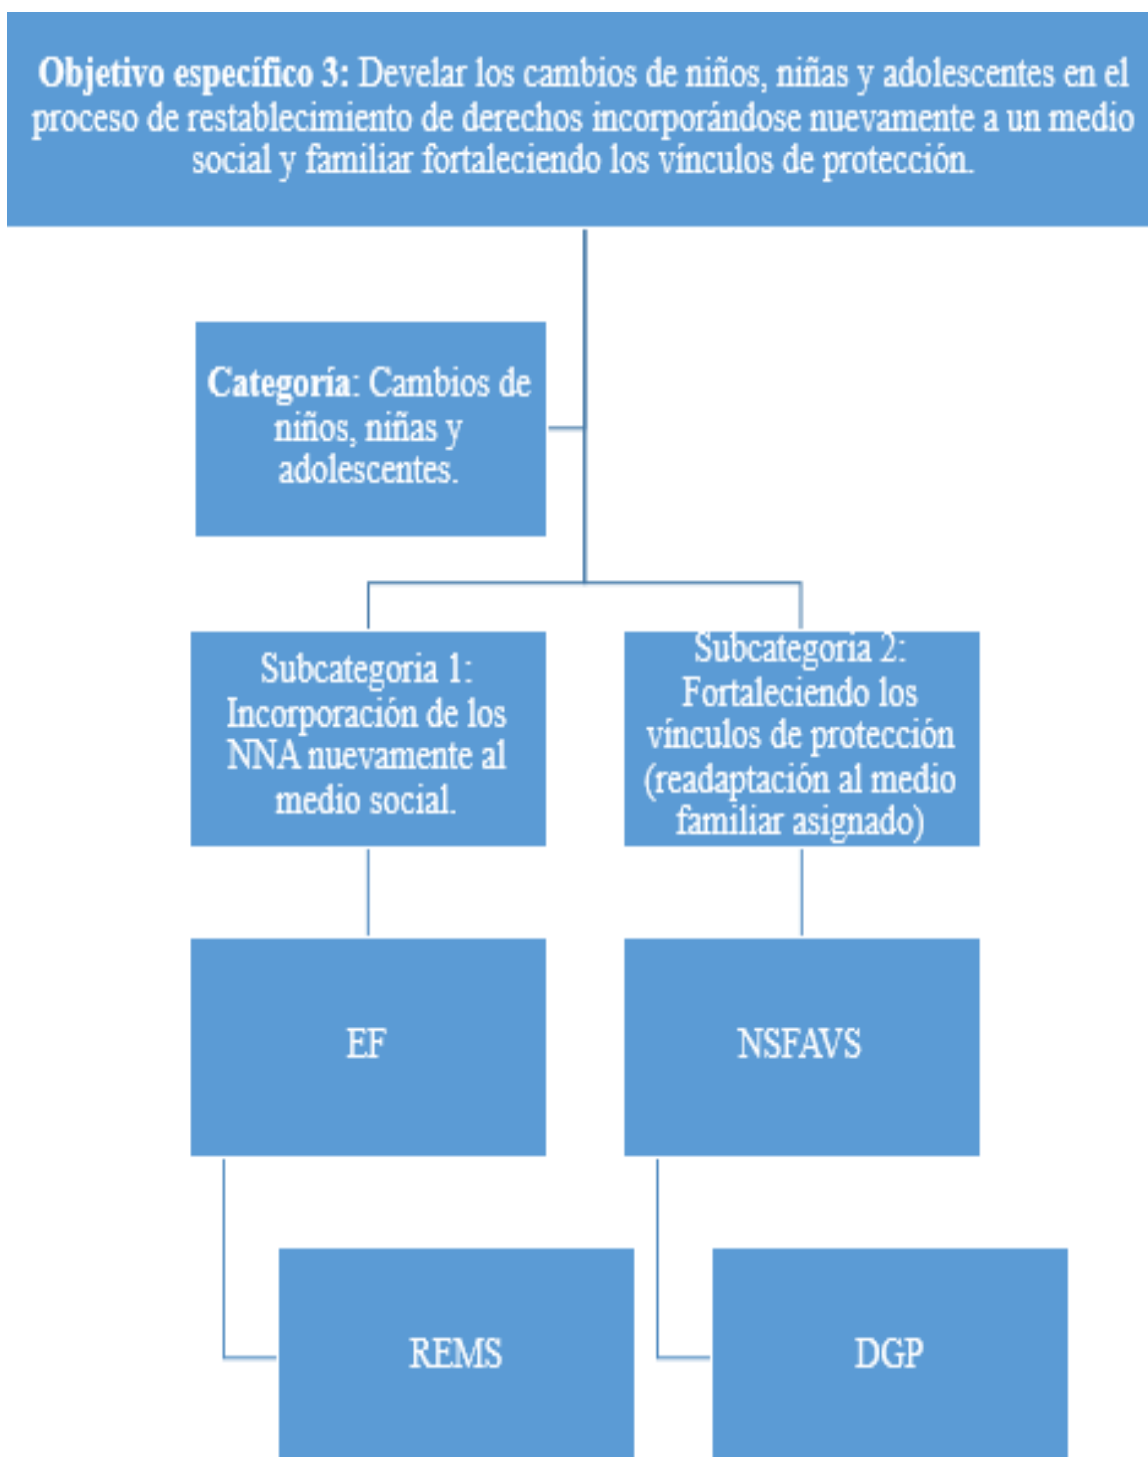 Objetivo específico 3: Develar los cambios de niños, niñas y adolescentes en el
proceso de restablecimiento de derechos incorporándose nuevamente a un medio
social y familiar fortaleciendo los vínculos de protección.
Categoría: Cambios de
niños, niñas y
adolescentes.
Subcategoria 1:
Incorporación de los
NNA nuevamente al
medio social.
Subcategoria 2:
Fortaleciendo los
vínculos de protección
(readaptación al medio
familiar asignado)
EF
NSFAVS
REMS
DGP